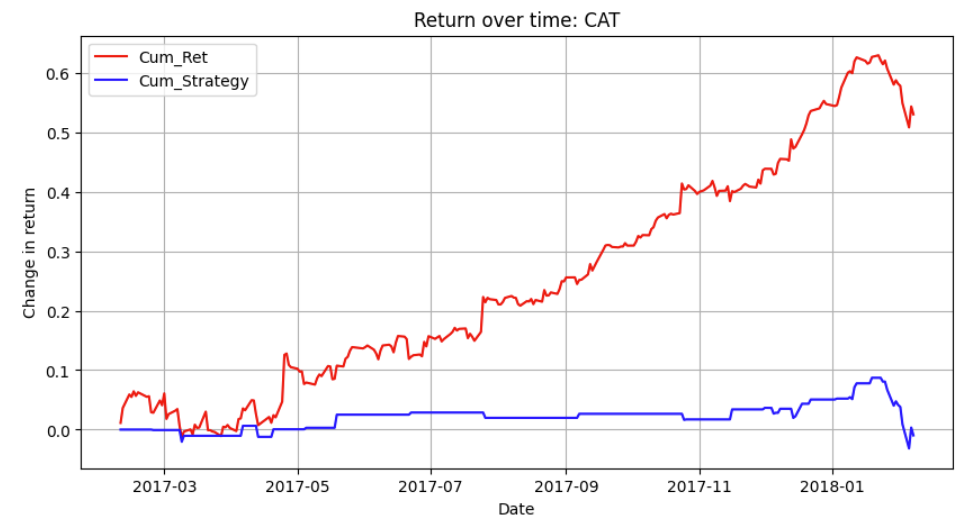 Return over time: CAT
Cum_Ret
Cum_Strategy
Change in return
0.6
0.5
0.4
0.3
0.2
0.1
0.0
2017-03
2017-05
2017-07
2017-09
2017-11
2018-01
Date